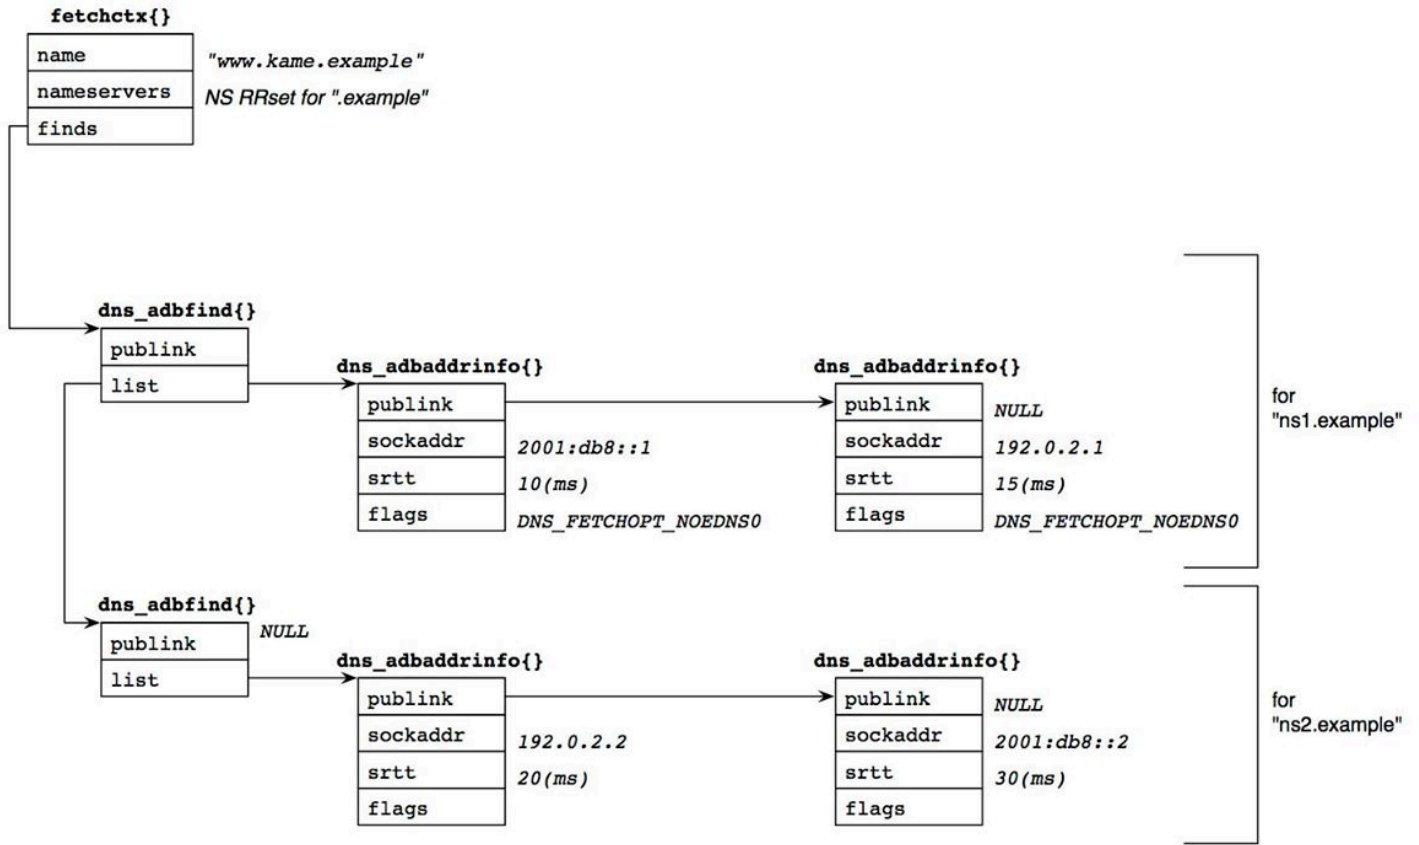 fetchctx{}
name
"www.kame.example"
nameservers
NS RRset for ".example"
finds
dns_adbfind{}
publink
list
dns_adbaddrinfo{}
publink
sockaddr
2001:db8::1
srtt
10(ms)
flags
DNS_FETCHOPT_NOEDNS0
dns_adbaddrinfo{}
publink
NULL
sockaddr
192.0.2.1
srtt
15(ms)
flags
DNS_FETCHOPT_NOEDNS0
for
"ns1.example"
dns_adbfind{}
publink
NULL
list
dns_adbaddrinfo{}
publink
sockaddr
192.0.2.2
srtt
20(ms)
flags
dns_adbaddrinfo{}
publink
NULL
sockaddr
2001:db8::2
srtt
30(ms)
flags
for
"ns2.example"